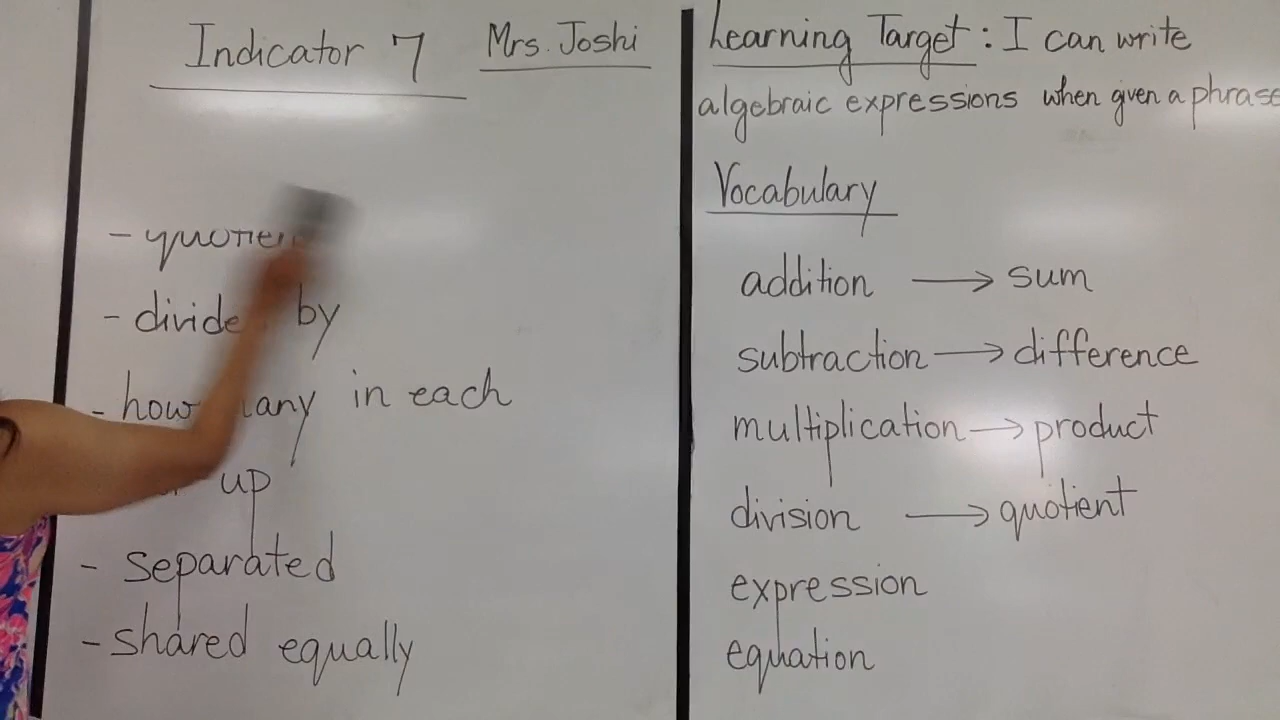 Indicator 7
Mrs. Joshi
- by
- in each
up
- separated
- shared equally
Learning Target: I can write
algebraic expressions when given a phrase
Vocabulary
addition → sum
subtraction → difference
multiplication → product
division → quotient
expression
equation